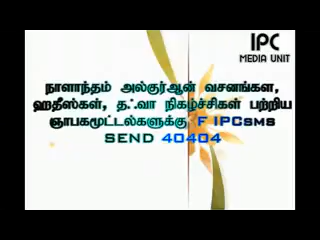 IPC
MEDIA UNIT
நாளாந்தம் அல்குர்ஆன் வசனங்கள,
ஹதீஸ்கள், தஃவா நிகழ்ச்சிகள் பற்றிய
ஞாபகமூட்டல்களுக்கு F IPCsms
SEND 40404